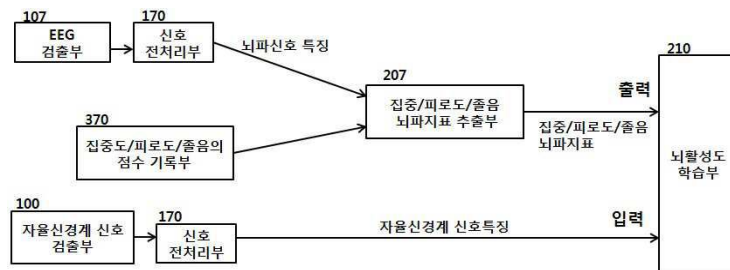 107
EEG
검출부
170
신호
전처리부
뇌파신호 특징
370
집중도/피로도/졸음의
점수 기록부
207
집중/피로도/졸음
뇌파지표 추출부
출력
집중/피로도/졸음
뇌파지표
210
뇌활성도
학습부
100
자율신경계 신호
검출부
170
신호
전처리부
자율신경계 신호특징
입력